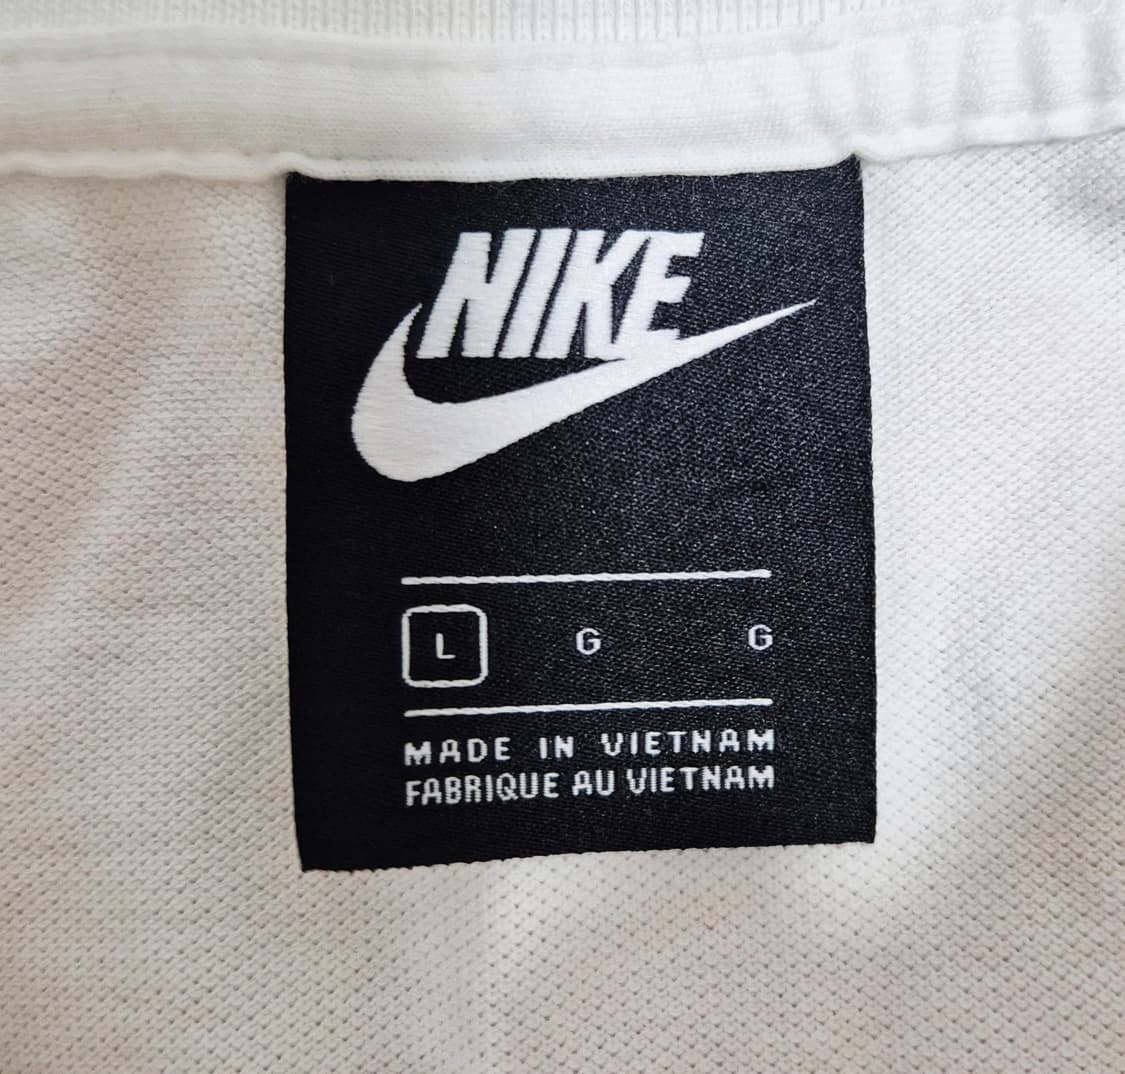 NIKE
L G G
MADE IN VIETNAM
FABRIQUE AU VIETNAM